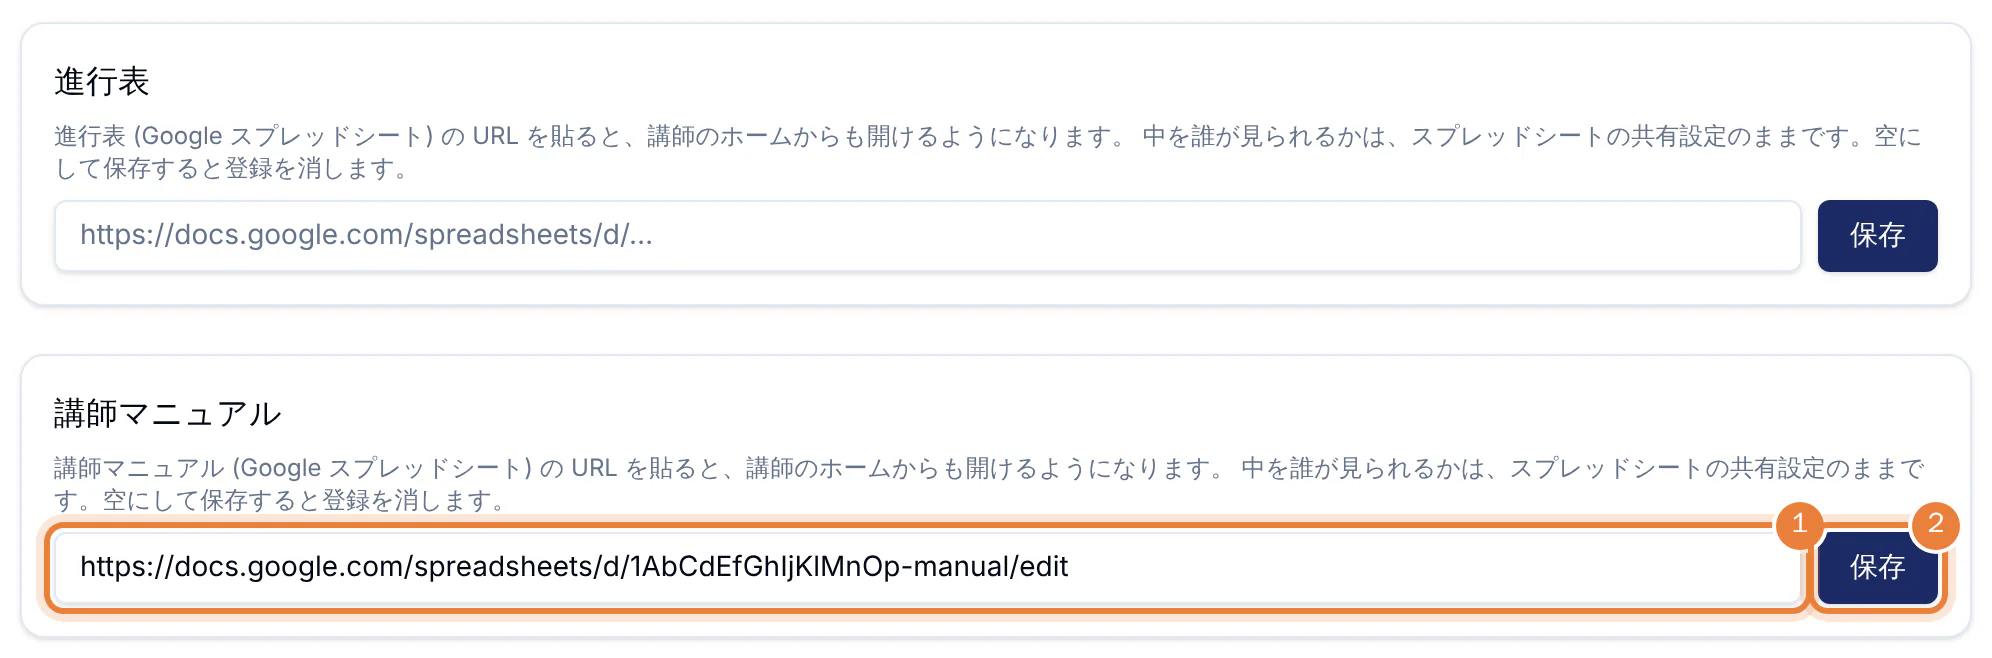 進行表
進行表 (Google スプレッドシート) の URL を貼ると、講師のホームからも開けるようになります。 中を誰が見られるかは、スプレッドシートの共有設定のままです。空に
して保存すると登録を消します。
https://docs.google.com/spreadsheets/d/...
保存
講師マニュアル
講師マニュアル (Google スプレッドシート) の URL を貼ると、講師のホームからも開けるようになります。 中を誰が見られるかは、スプレッドシートの共有設定のままで
す。空にして保存すると登録を消します。
1
2
https://docs.google.com/spreadsheets/d/1AbCdEfGhIjKlMnOp-manual/edit
保存